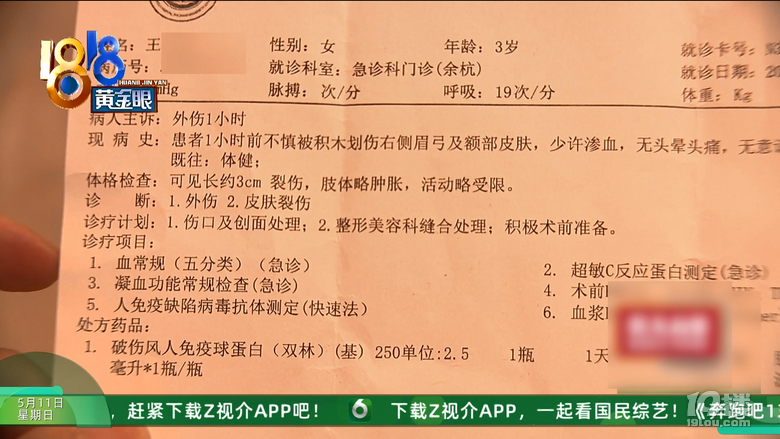 1818
HUANG JIN YAN
黄金眼
名：王 性别：女 年龄：3岁 就诊卡号：
号： 就诊科室：急诊科门诊(余杭) 就诊日期：20
mmHg 脉搏：次/分 呼吸：19次/分 体重：Kg
病人主诉：外伤1小时
现 病 史：患者1小时前不慎被积木划伤右侧眉弓及额部皮肤，少许渗血，无头晕头痛，无意
既往：体健；
体格检查：可见长约3cm 裂伤，肢体略肿胀，活动略受限。
诊 断：1.外伤 2.皮肤裂伤
诊疗计划：1.伤口及创面处理；2.整形美容科缝合处理；积极术前准备。
诊疗项目：
1. 血常规（五分类）（急诊） 2. 超敏C反应蛋白测定(急诊)
3. 凝血功能常规检查(急诊) 4. 术前
5. 人免疫缺陷病毒抗体测定(快速法) 6. 血浆
处方药品：
1. 破伤风人免疫球蛋白（双林）(基) 250单位:2.5 1瓶 1天
毫升*1瓶/瓶
5月11日
星期日
，赶紧下载Z视介APP吧！ 6 下载Z视介APP，一起看国民综艺！《奔跑吧1
19楼
19lou.com